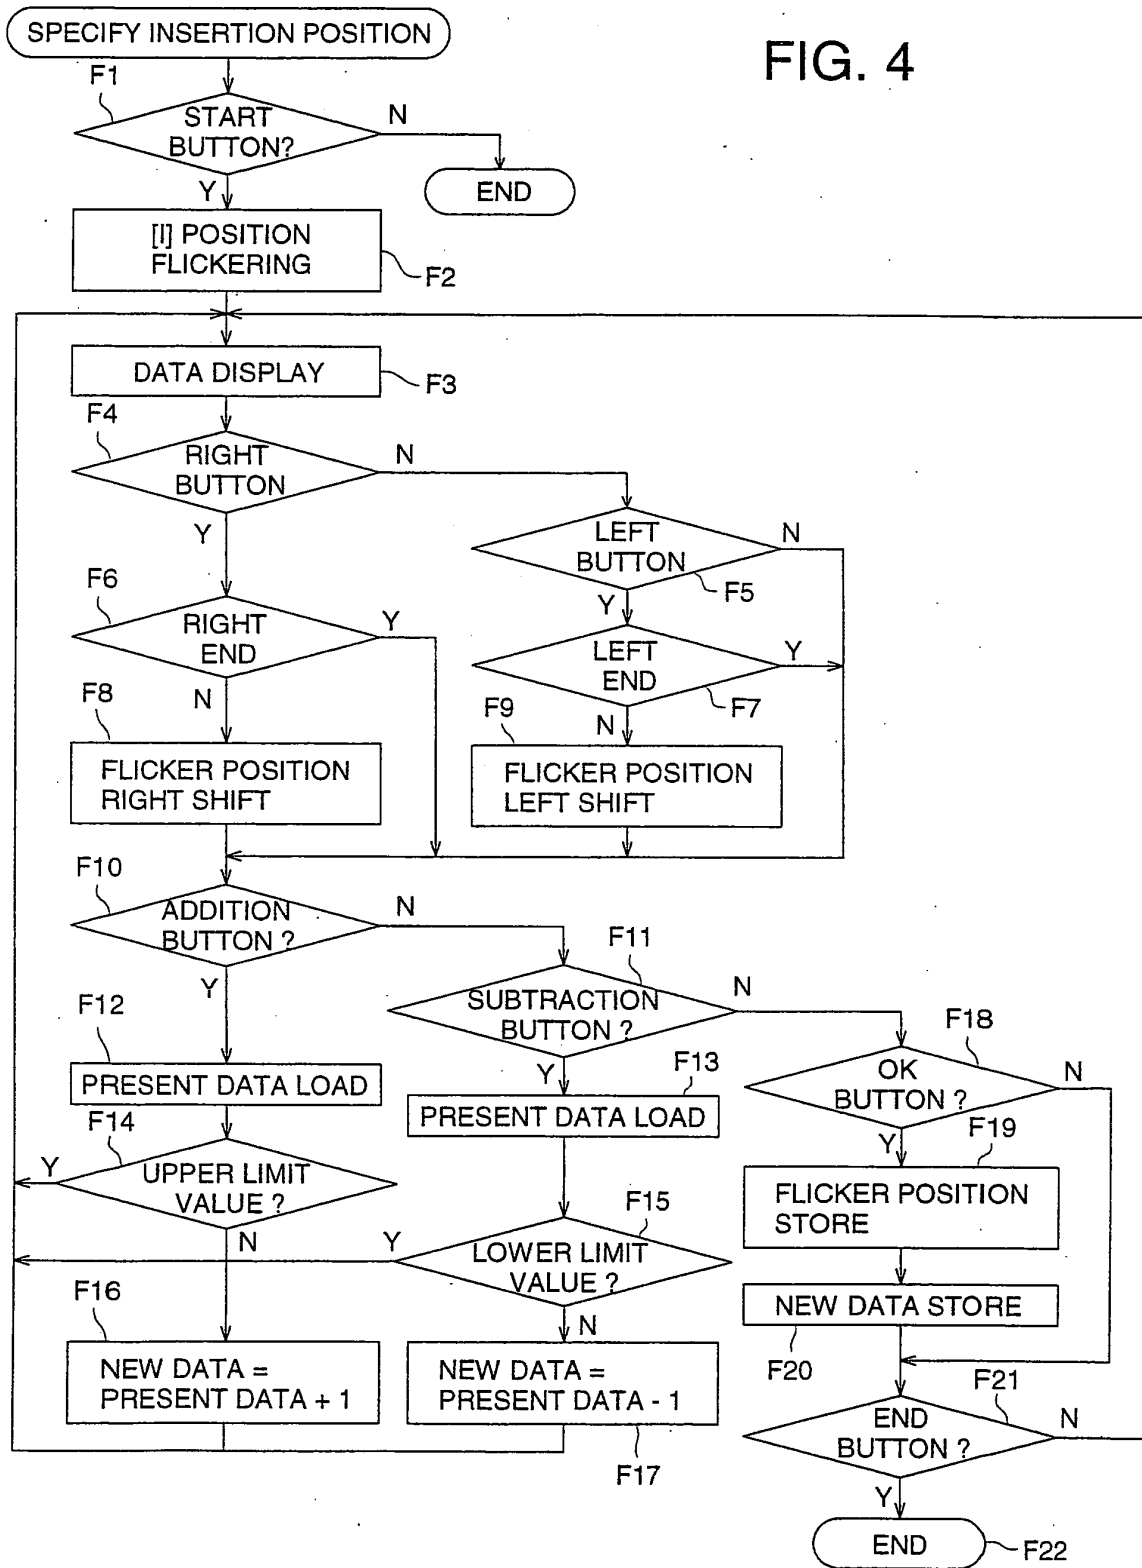 SPECIFY INSERTION POSITION
FIG. 4
F1
START
BUTTON?
N
END
Y
[I] POSITION
FLICKERING
F2
DATA DISPLAY
F3
F4
RIGHT
BUTTON
N
Y
LEFT
BUTTON
N
F5
Y
F6
RIGHT
END
Y
N
LEFT
END
Y
F7
N
F8
FLICKER POSITION
RIGHT SHIFT
F9
FLICKER POSITION
LEFT SHIFT
F10
ADDITION
BUTTON ?
N
Y
F11
SUBTRACTION
BUTTON ?
N
Y
F12
PRESENT DATA LOAD
F13
PRESENT DATA LOAD
F18
OK
BUTTON ?
N
Y
F14
UPPER LIMIT
VALUE ?
Y
N
F19
FLICKER POSITION
STORE
F15
LOWER LIMIT
VALUE ?
Y
N
NEW DATA STORE
F20
F16
NEW DATA =
PRESENT DATA + 1
NEW DATA =
PRESENT DATA - 1
F17
F21
END
BUTTON ?
N
Y
END
F22